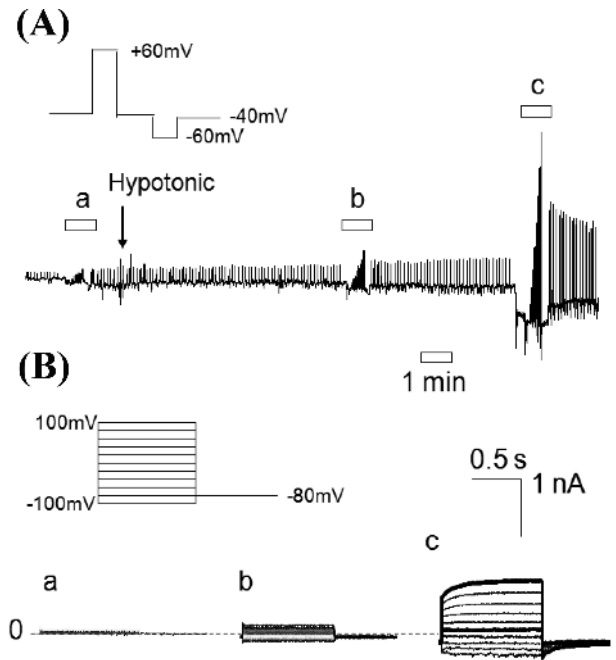 (A)
+60mV
-40mV
-60mV
c
Hypotonic
a
b
1 min
(B)
100mV
-100mV
-80mV
0.5 s
1 nA
a
b
c
0